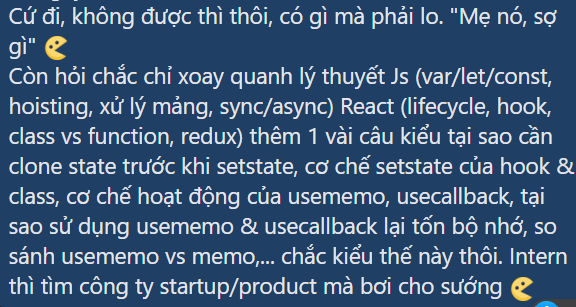 Cứ đi, không được thì thôi, có gì mà phải lo. "Mẹ nó, sợ
gì"
Còn hỏi chắc chỉ xoay quanh lý thuyết Js (var/let/const,
hoisting, xử lý mảng, sync/async) React (lifecycle, hook,
class vs function, redux) thêm 1 vài câu kiểu tại sao cần
clone state trước khi setstate, cơ chế setstate của hook &
class, cơ chế hoạt động của usememo, usecallback, tại
sao sử dụng usememo & usecallback lại tốn bộ nhớ, so
sánh usememo vs memo,... chắc kiểu thế này thôi. Intern
thì tìm công ty startup/product mà bơi cho sướng